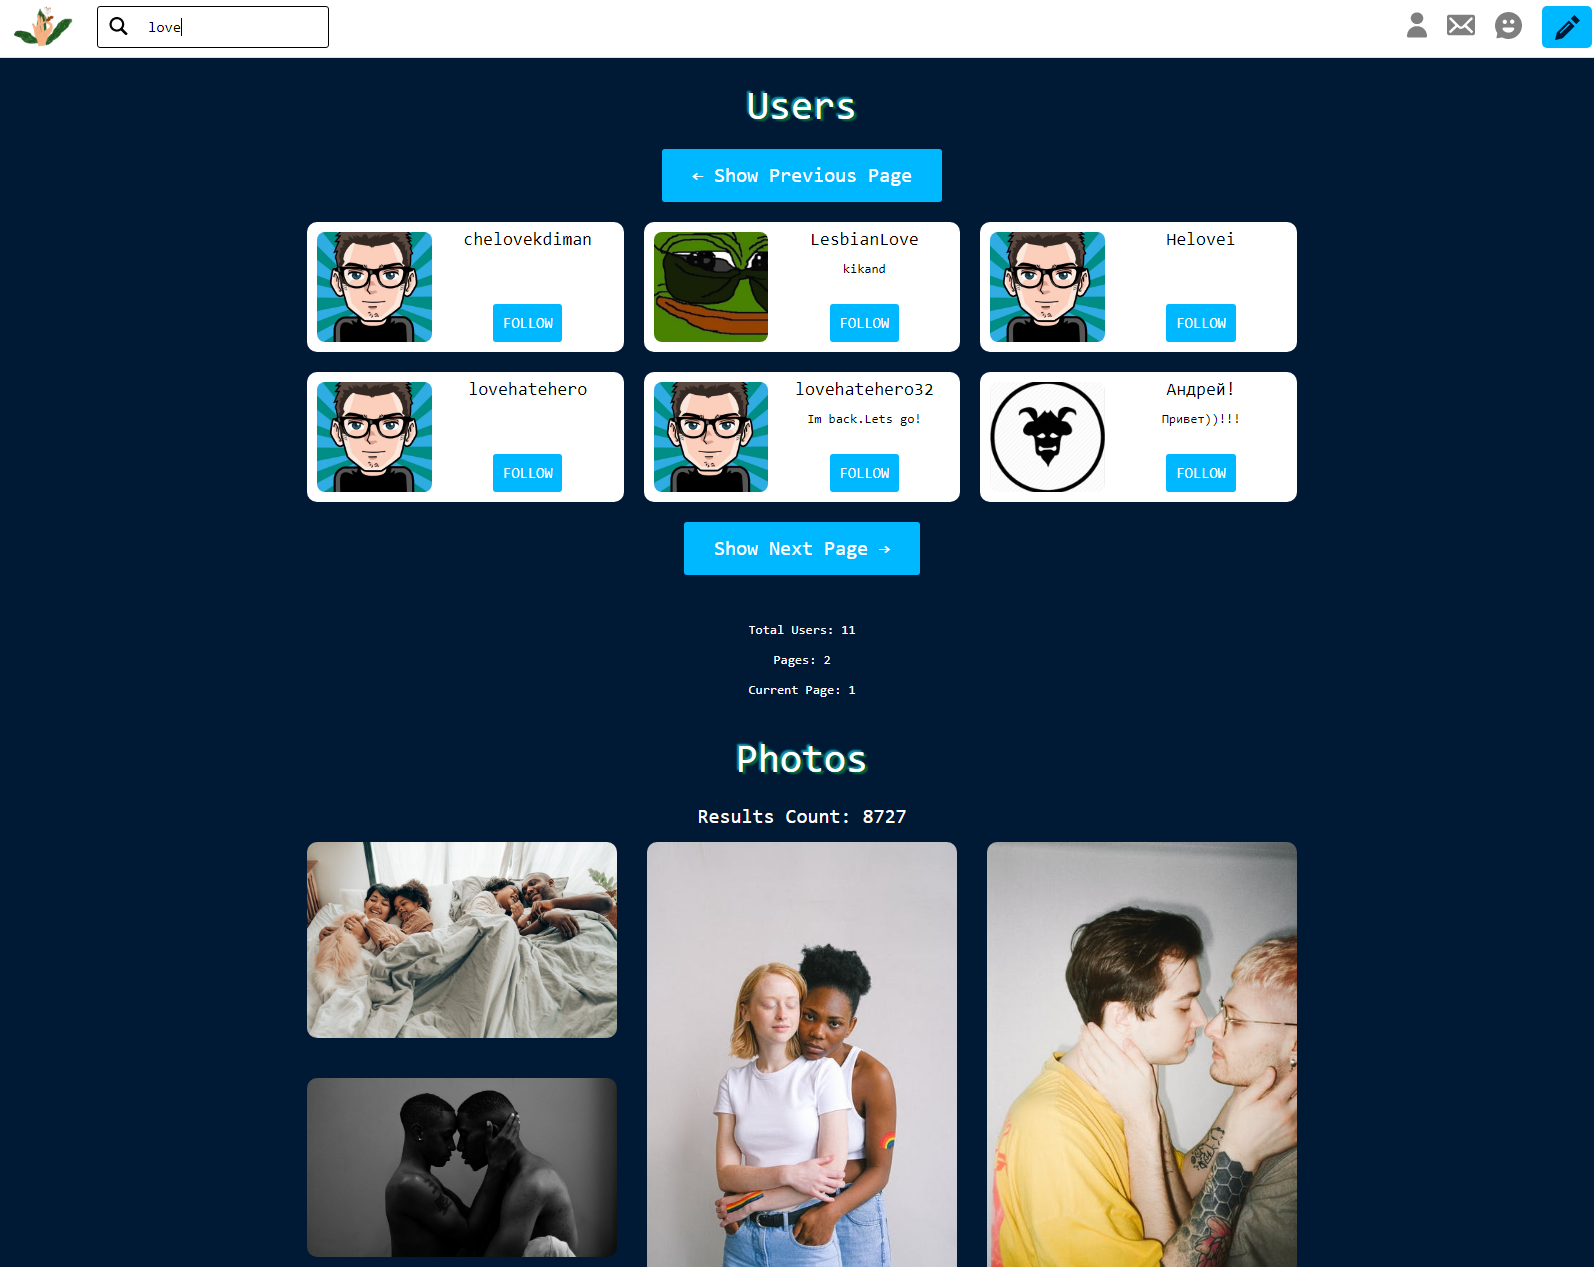 love
Users
← Show Previous Page
chelovekdiman
FOLLOW
LesbianLove
kikand
FOLLOW
Helovei
FOLLOW
lovehatehero
FOLLOW
lovehatehero32
Im back.Lets go!
FOLLOW
Андрей!
Привет))!!!
FOLLOW
Show Next Page →
Total Users: 11
Pages: 2
Current Page: 1
Photos
Results Count: 8727